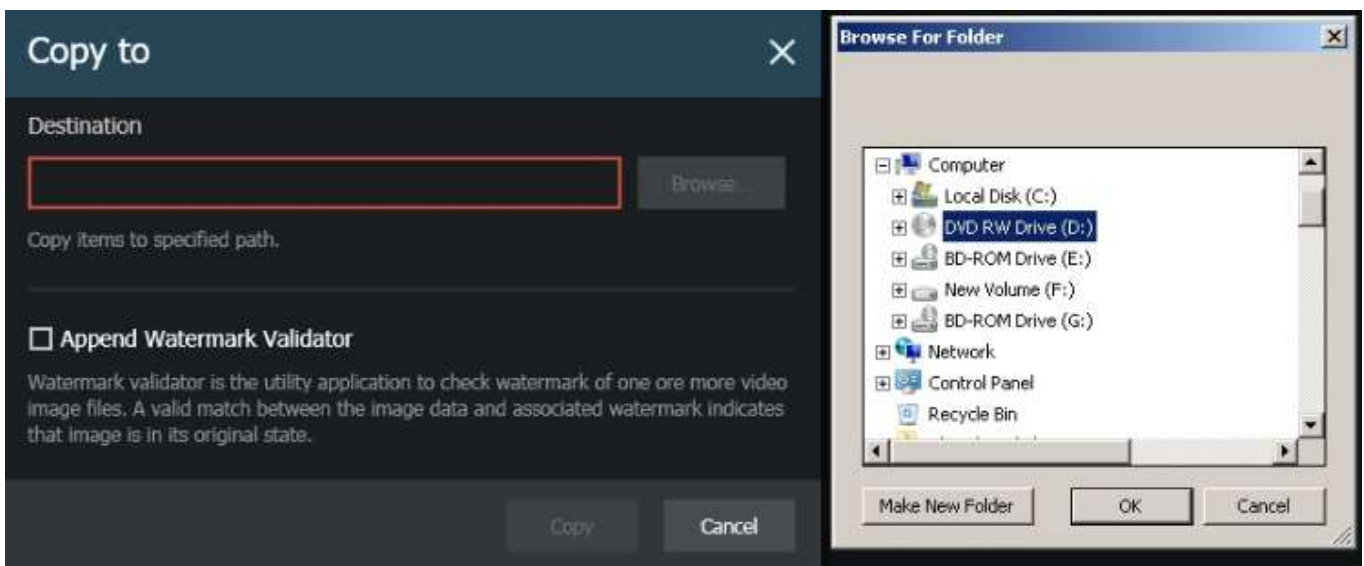 Copy to
Destination
Browse...
Copy items to specified path.
Append Watermark Validator
Watermark validator is the utility application to check watermark of one ore more video
image files. A valid match between the image data and associated watermark indicates
that image is in its original state.
Copy
Cancel
Browse For Folder
Computer
Local Disk (C:)
DVD RW Drive (D:)
BD-ROM Drive (E:)
New Volume (F:)
BD-ROM Drive (G:)
Network
Control Panel
Recycle Bin
Make New Folder
OK
Cancel